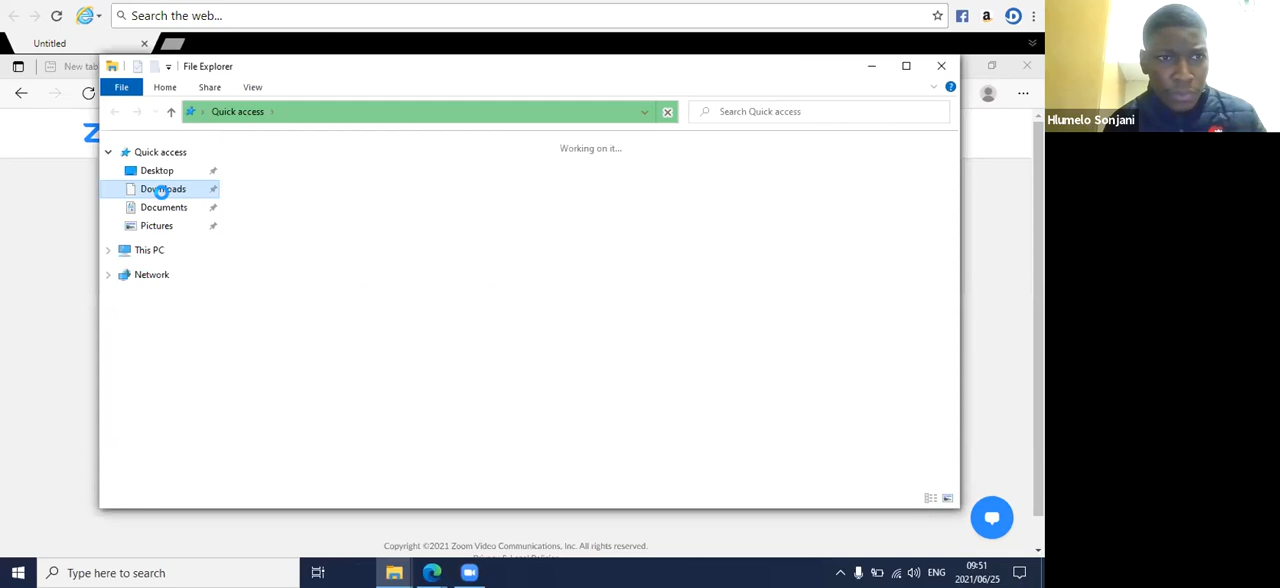 Search the web...
Untitled
New tab
File Explorer
File
Home
Share
View
Quick access
Search Quick access
Working on it...
Quick access
Desktop
Downloads
Documents
Pictures
This PC
Network
Hlumelo Sonjani
Copyright ©2021 Zoom Video Communications, Inc. All rights reserved.
Type here to search
ENG
09:51
2021/06/25